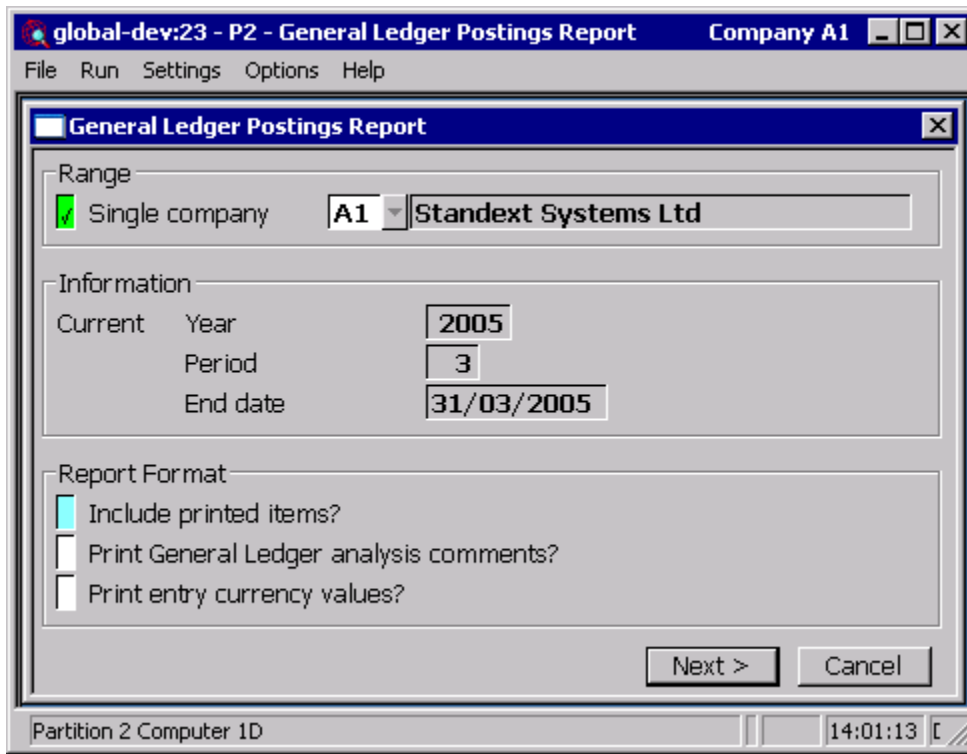 global-dev:23 - P2 - General Ledger Postings Report Company A1
File Run Settings Options Help
General Ledger Postings Report
Range
Single company A1 Standext Systems Ltd
Information
Current Year 2005
Period 3
End date 31/03/2005
Report Format
Include printed items?
Print General Ledger analysis comments?
Print entry currency values?
Next > Cancel
Partition 2 Computer 1D 14:01:13